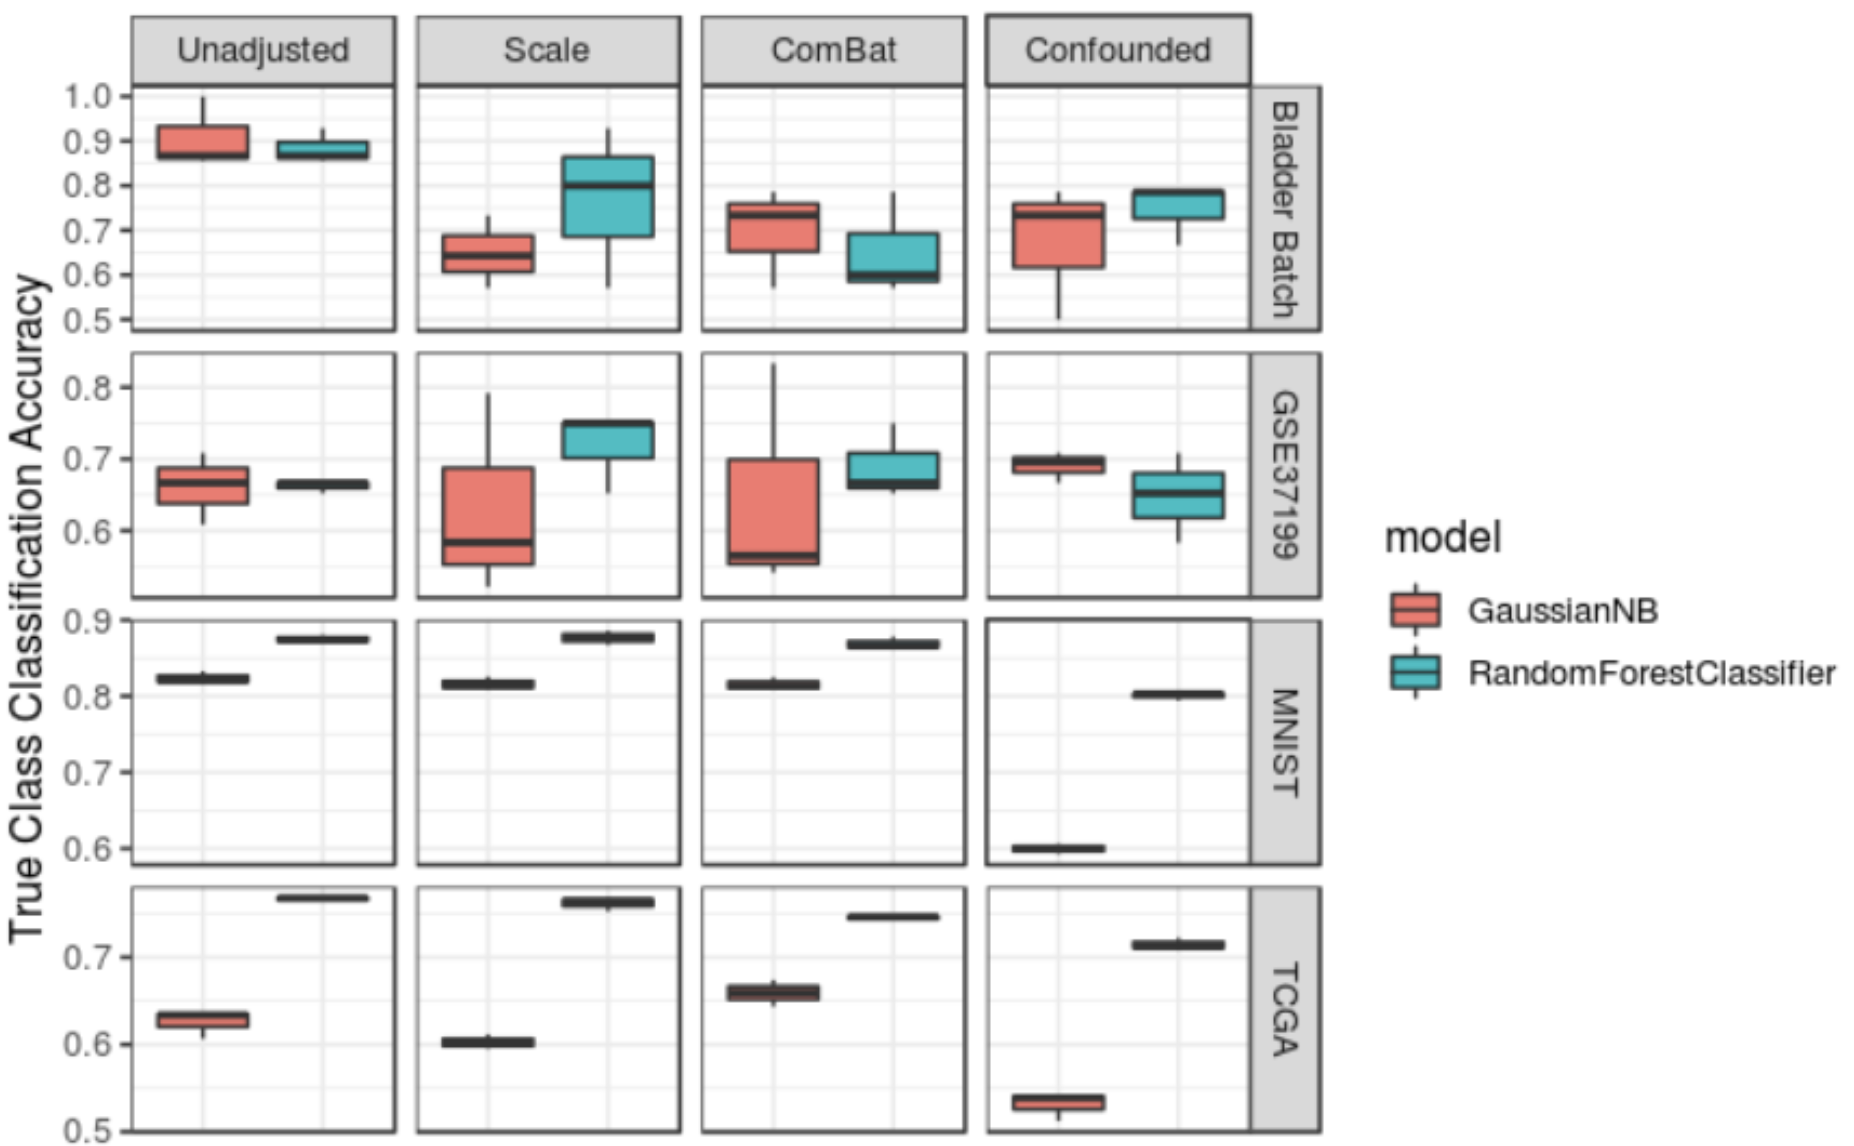 Unadjusted
Scale
ComBat
Confounded
True Class Classification Accuracy
1.0
0.9
0.8
0.7
0.6
0.5
Bladder Batch
0.8
0.7
0.6
GSE37199
0.9
0.8
0.7
0.6
MNIST
0.7
0.6
0.5
TCGA
model
GaussianNB
RandomForestClassifier